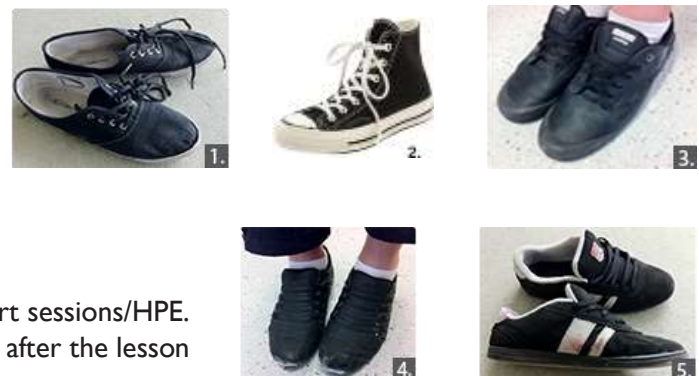 1.
2.
3.
rt sessions/HPE.
after the lesson
4.
5.